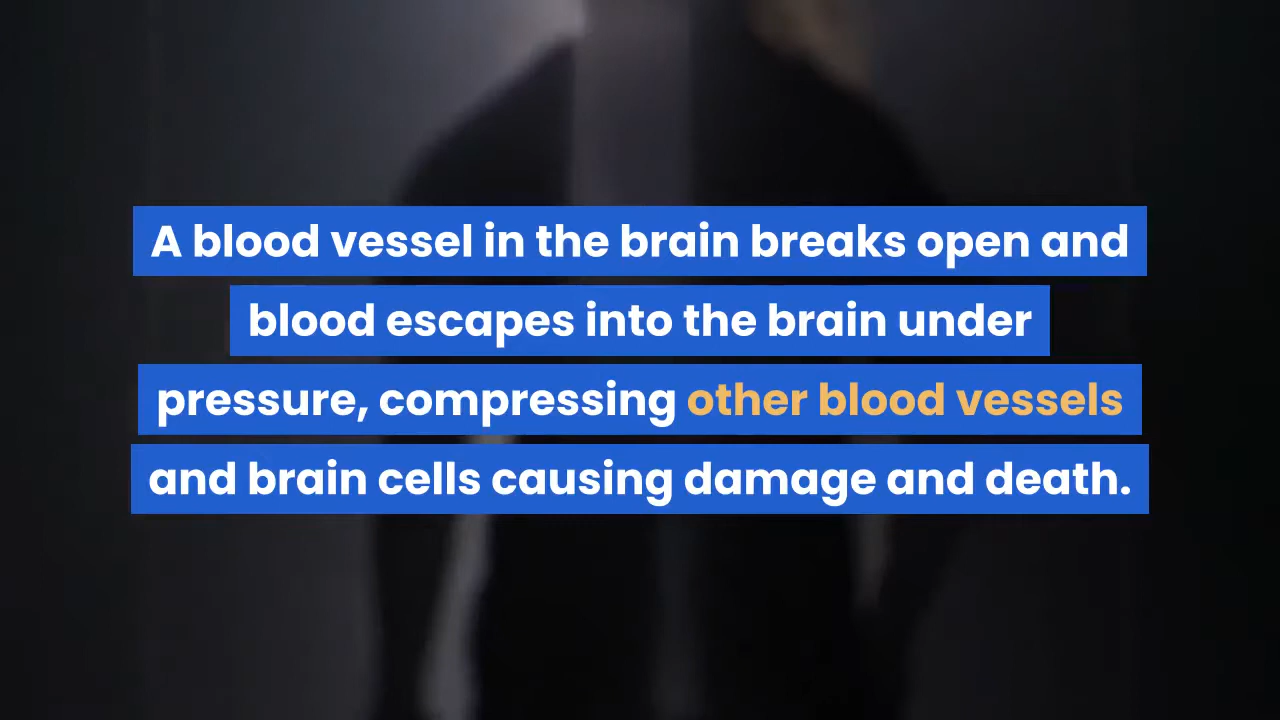 A blood vessel in the brain breaks open and
blood escapes into the brain under
pressure, compressing other blood vessels
and brain cells causing damage and death.